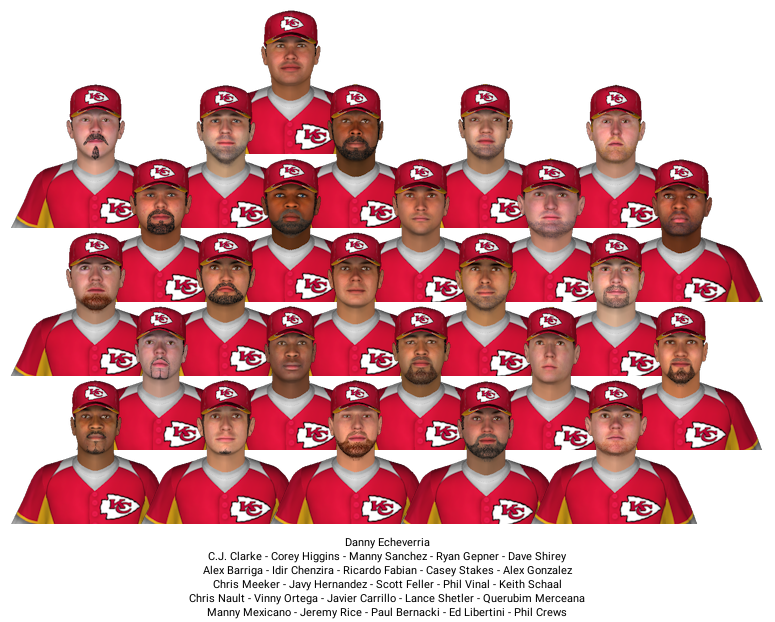 Danny Echeverria
C.J. Clarke - Corey Higgins - Manny Sanchez - Ryan Gepner - Dave Shirey
Alex Barriga - Idir Chenzira - Ricardo Fabian - Casey Stakes - Alex Gonzalez
Chris Meeker - Javy Hernandez - Scott Feller - Phil Vinal - Keith Schaal
Chris Nault - Vinny Ortega - Javier Carrillo - Lance Shetler - Querubim Merceana
Manny Mexicano - Jeremy Rice - Paul Bernacki - Ed Libertini - Phil Crews